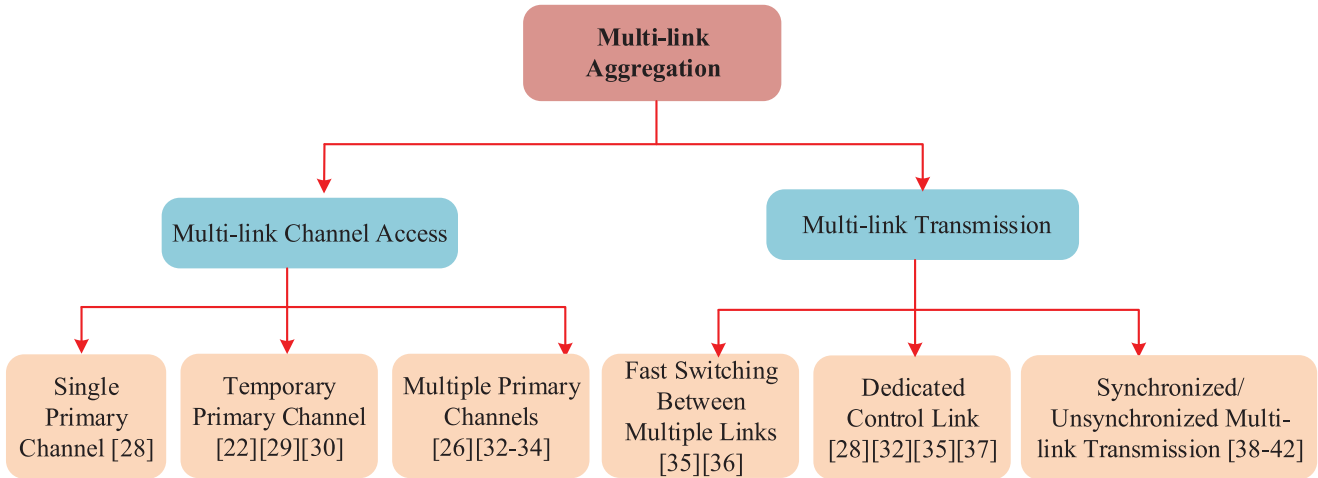 Multi-link
Aggregation
Multi-link Channel Access
Multi-link Transmission
Single
Primary
Channel [28]
Temporary
Primary Channel
[22][29][30]
Multiple Primary
Channels
[26][32-34]
Fast Switching
Between
Multiple Links
[35][36]
Dedicated
Control Link
[28][32][35][37]
Synchronized/
Unsynchronized Multi-
link Transmission [38-42]